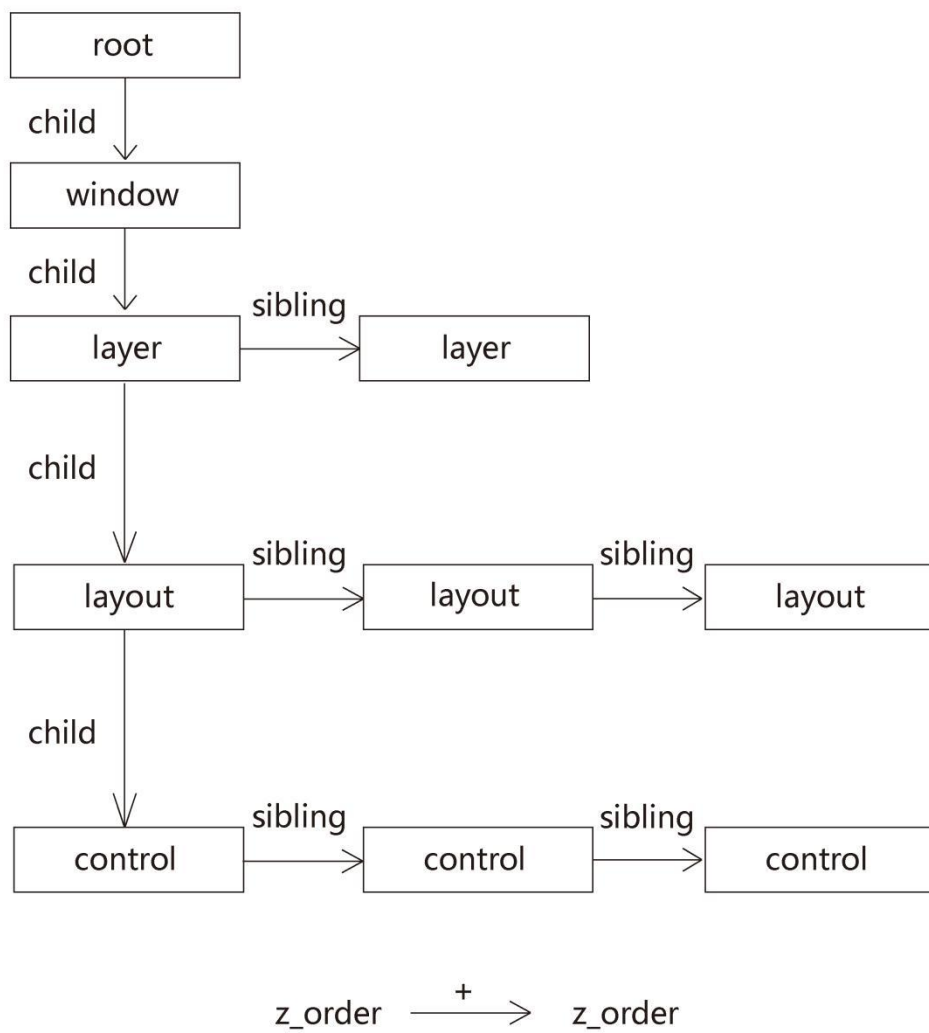 root
child
window
child
sibling
layer
layer
child
sibling
sibling
layout
layout
layout
child
sibling
sibling
control
control
control
+
z_order
z_order